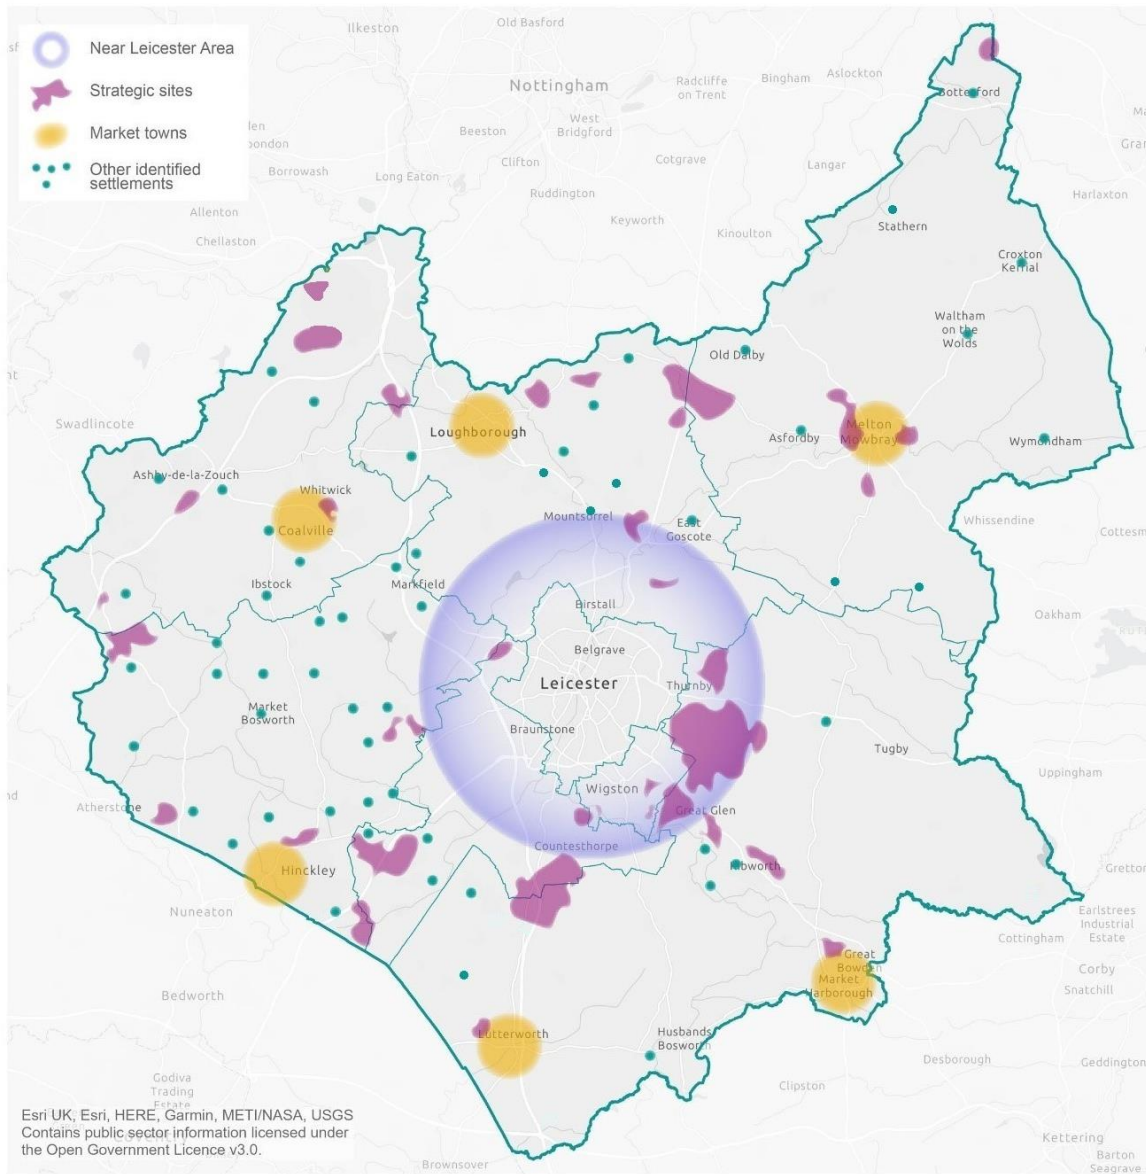 Near Leicester Area
Strategic sites
Market towns
Other identified
settlements
Ilkeston
Old Basford
Nottingham
Radcliffe
on Trent
Bingham
Aslockton
Bottesford
West
Bridgford
Beeston
Clifton
Cotgrave
Langar
Borrowash
Long Eaton
Ruddington
Harlaxton
Allenton
Keyworth
Chellaston
Kinoulton
Stathern
Croxton
Kerrial
Waltham
on the
Wolds
Old Dalby
Swadlincote
Loughborough
Asfordby
Melton
Mowbray
Wymondham
Ashby-de-la-Zouch
Whitwick
Coalville
Mountsorrel
East
Goscote
Whissendine
Ibstock
Markfield
Birstall
Oakham
Belgrave
Leicester
Thurnby
Market
Bosworth
Braunstone
Tugby
Uppingham
Atherstone
Wigston
Great Glen
Countesthorpe
Kibworth
Hinckley
Gretton
Nuneaton
Earlstrees
Industrial
Estate
Cottingham
Corby
Great
Bowden
Market
Harborough
Snatchill
Bedworth
Lutterworth
Husbands
Bosworth
Desborough
Geddington
Godiva
Trading
Estate
Clipston
Coventry
Esri UK, Esri, HERE, Garmin, METI/NASA, USGS
Contains public sector information licensed under
the Open Government Licence v3.0.
Kettering
Brownsover
Barton
Seagrave